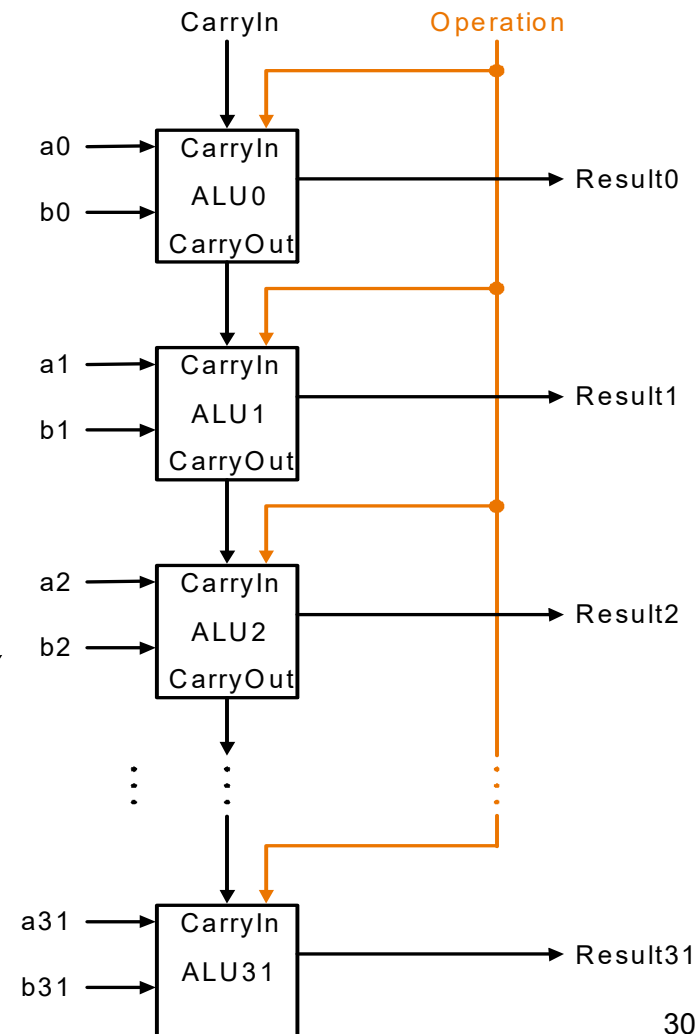 CarryIn
Operation
a0
CarryIn
b0
ALU0
CarryOut
Result0
a1
CarryIn
b1
ALU1
CarryOut
Result1
a2
CarryIn
b2
ALU2
CarryOut
Result2
a31
CarryIn
b31
ALU31
Result31
30